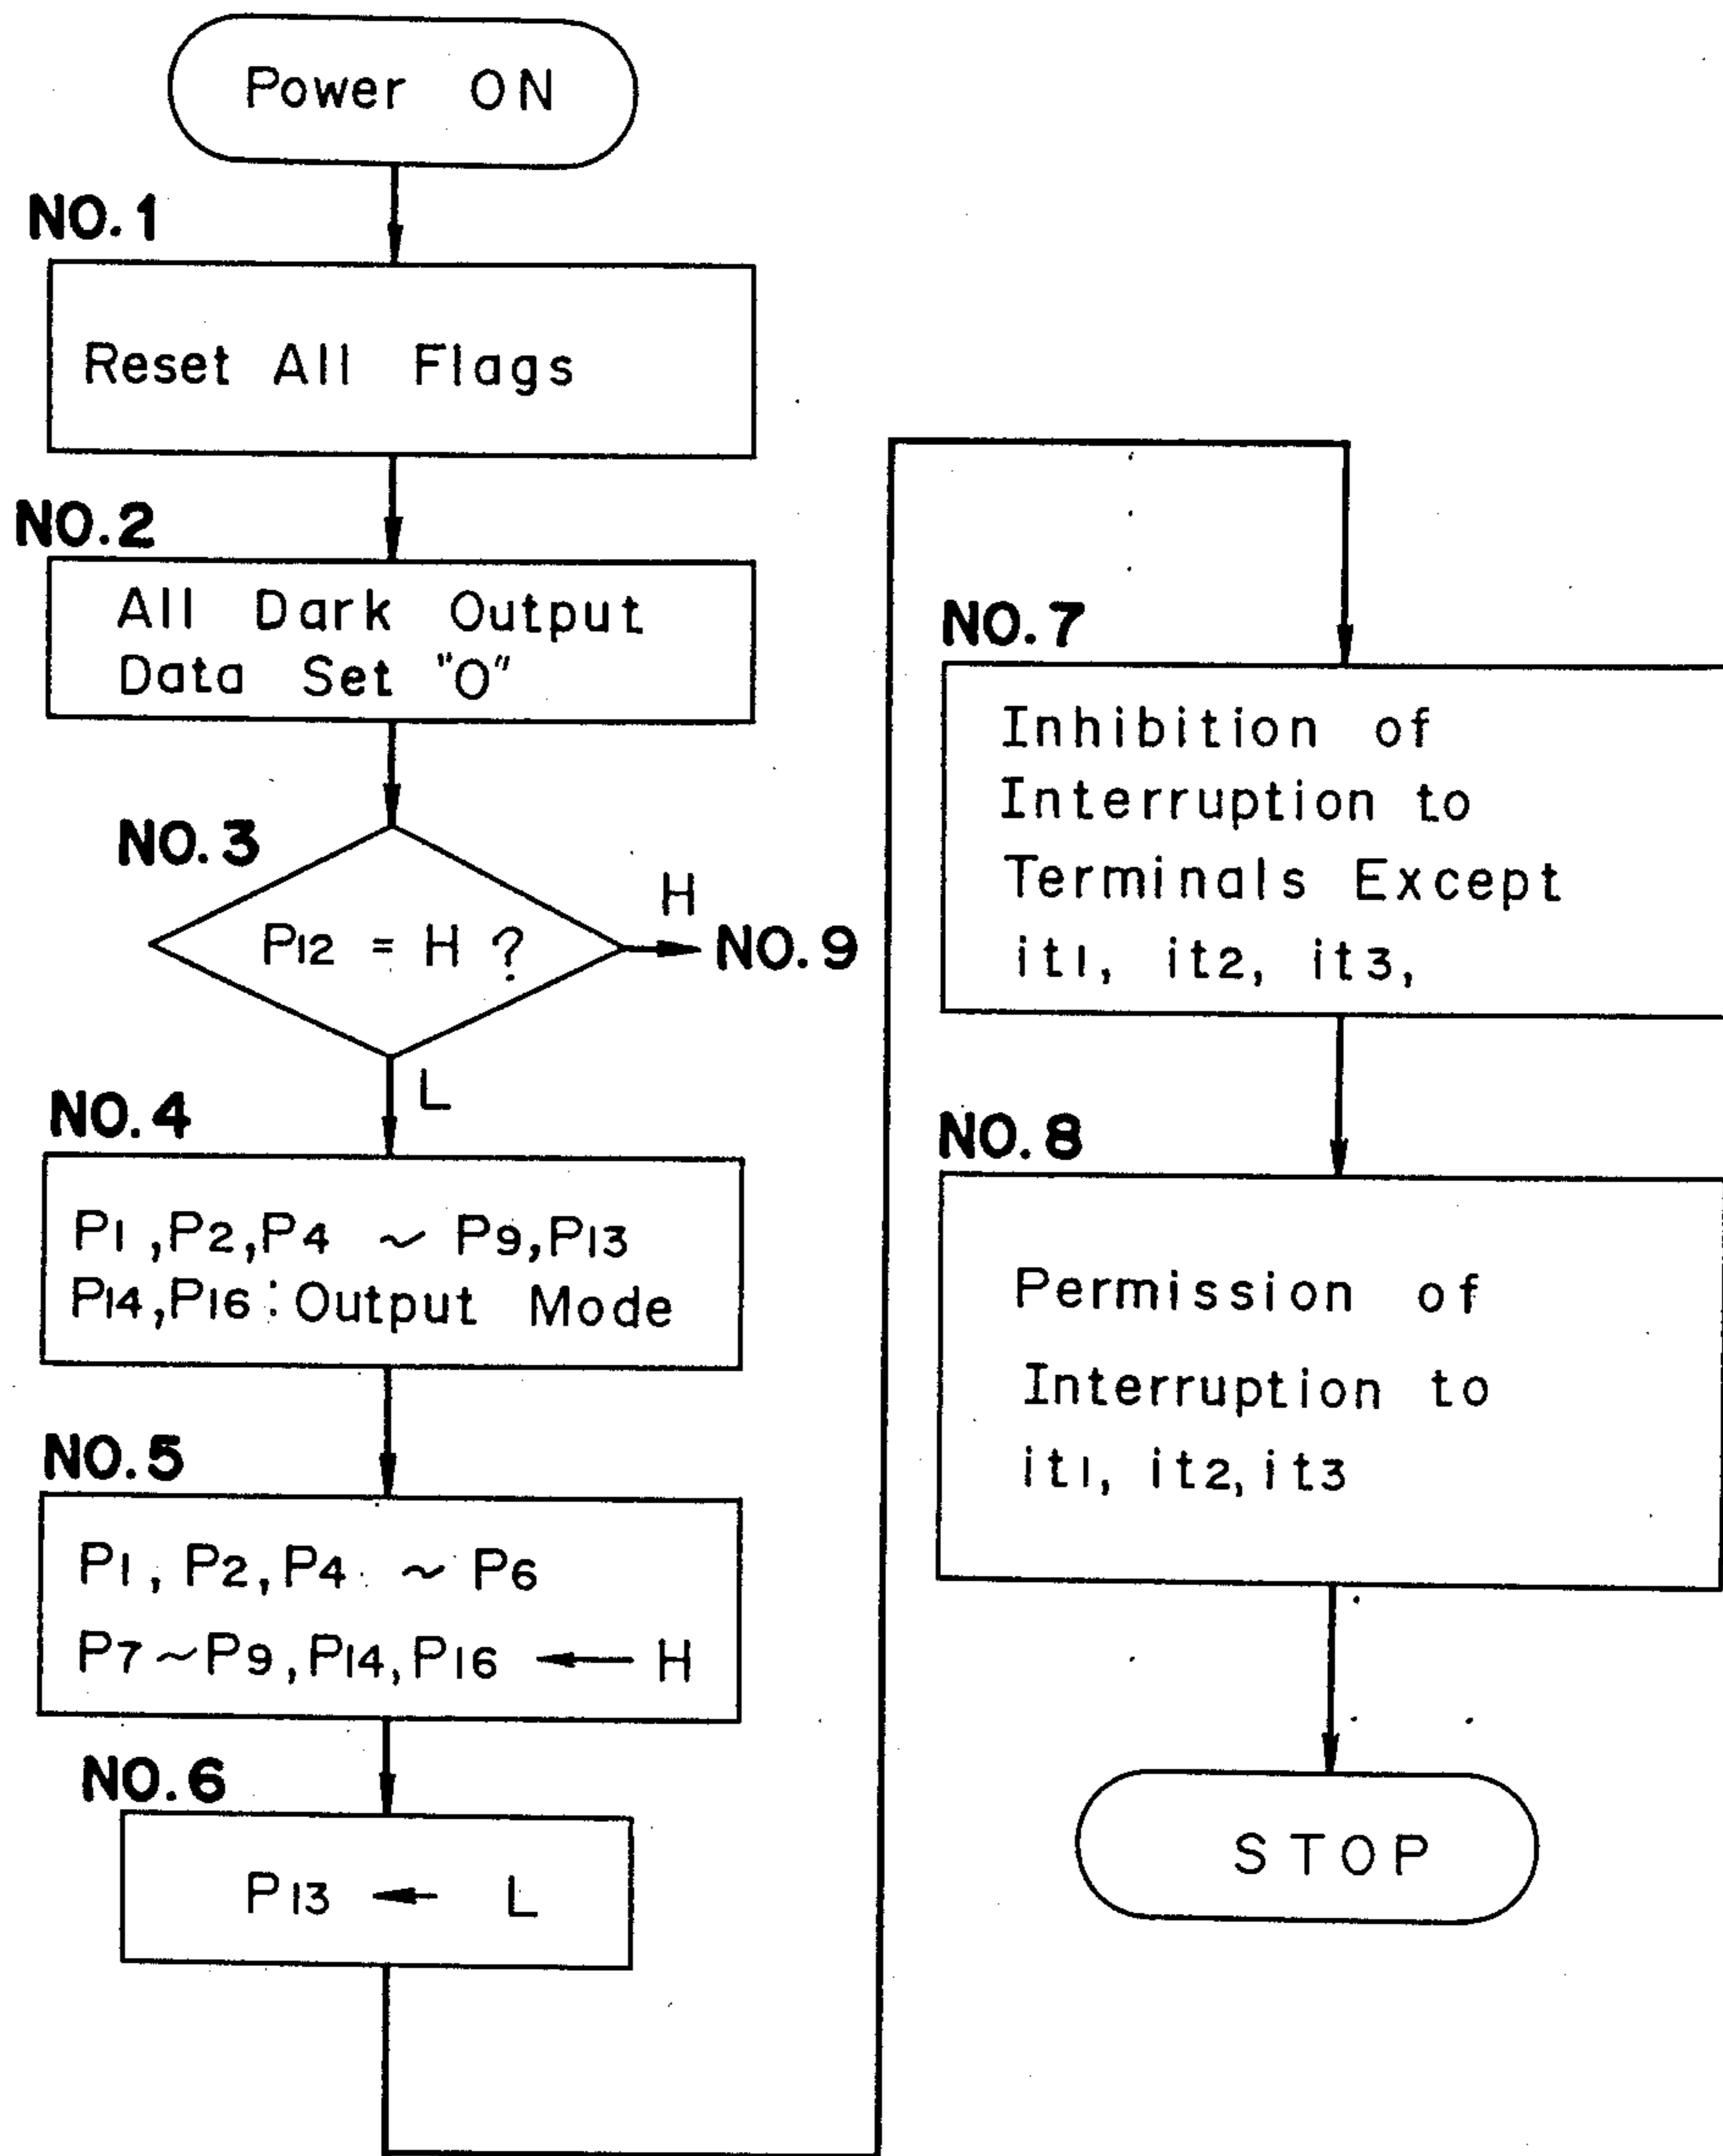 Power ON
NO.1
Reset All Flags
NO.2
All Dark Output
Data Set "O"
NO.3
P12 = H ?
H
NO.9
L
NO.4
P1,P2,P4 ~ P9,P13
P14,P16:Output Mode
NO.5
P1,P2,P4 ~ P6
P7~P9,P14,P16 ← H
NO.6
P13 ← L
NO.7
Inhibition of
Interruption to
Terminals Except
it1, it2, it3,
NO.8
Permission of
Interruption to
it1, it2,it3
STOP